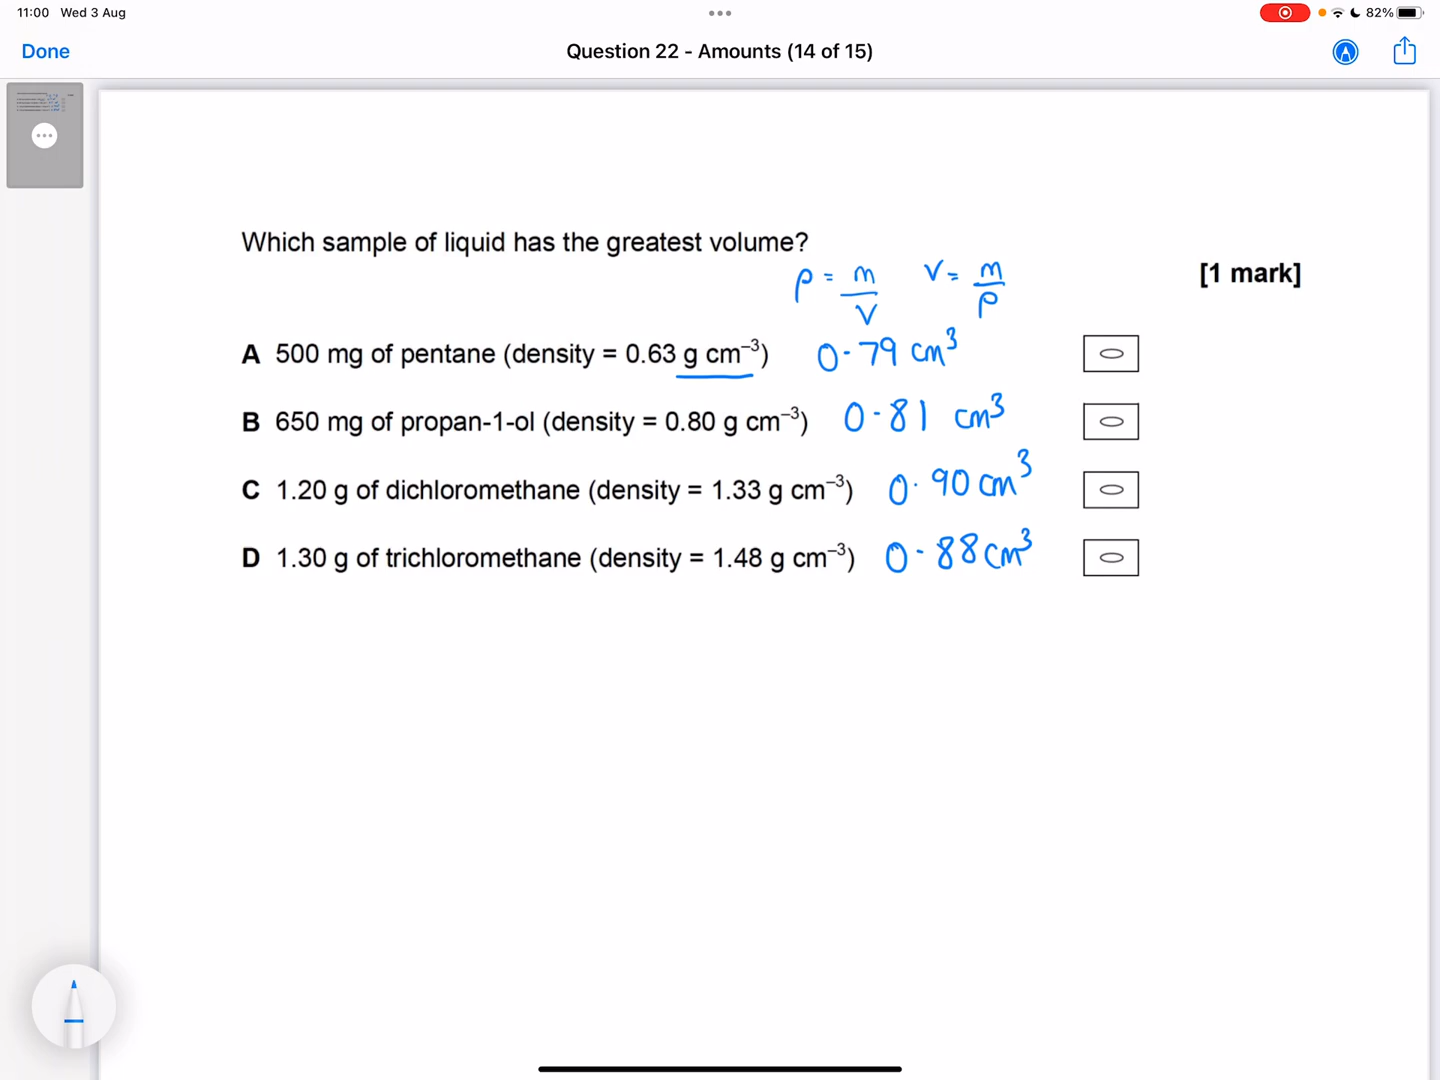 11:00 Wed 3 Aug
82%
Done
Question 22 - Amounts (14 of 15)
Which sample of liquid has the greatest volume?
[1 mark]
ρ = m/V V = m/ρ
A 500 mg of pentane (density = 0.63 g cm⁻³) 0.79 cm³
B 650 mg of propan-1-ol (density = 0.80 g cm⁻³) 0.81 cm³
C 1.20 g of dichloromethane (density = 1.33 g cm⁻³) 0.90 cm³
D 1.30 g of trichloromethane (density = 1.48 g cm⁻³) 0.88 cm³